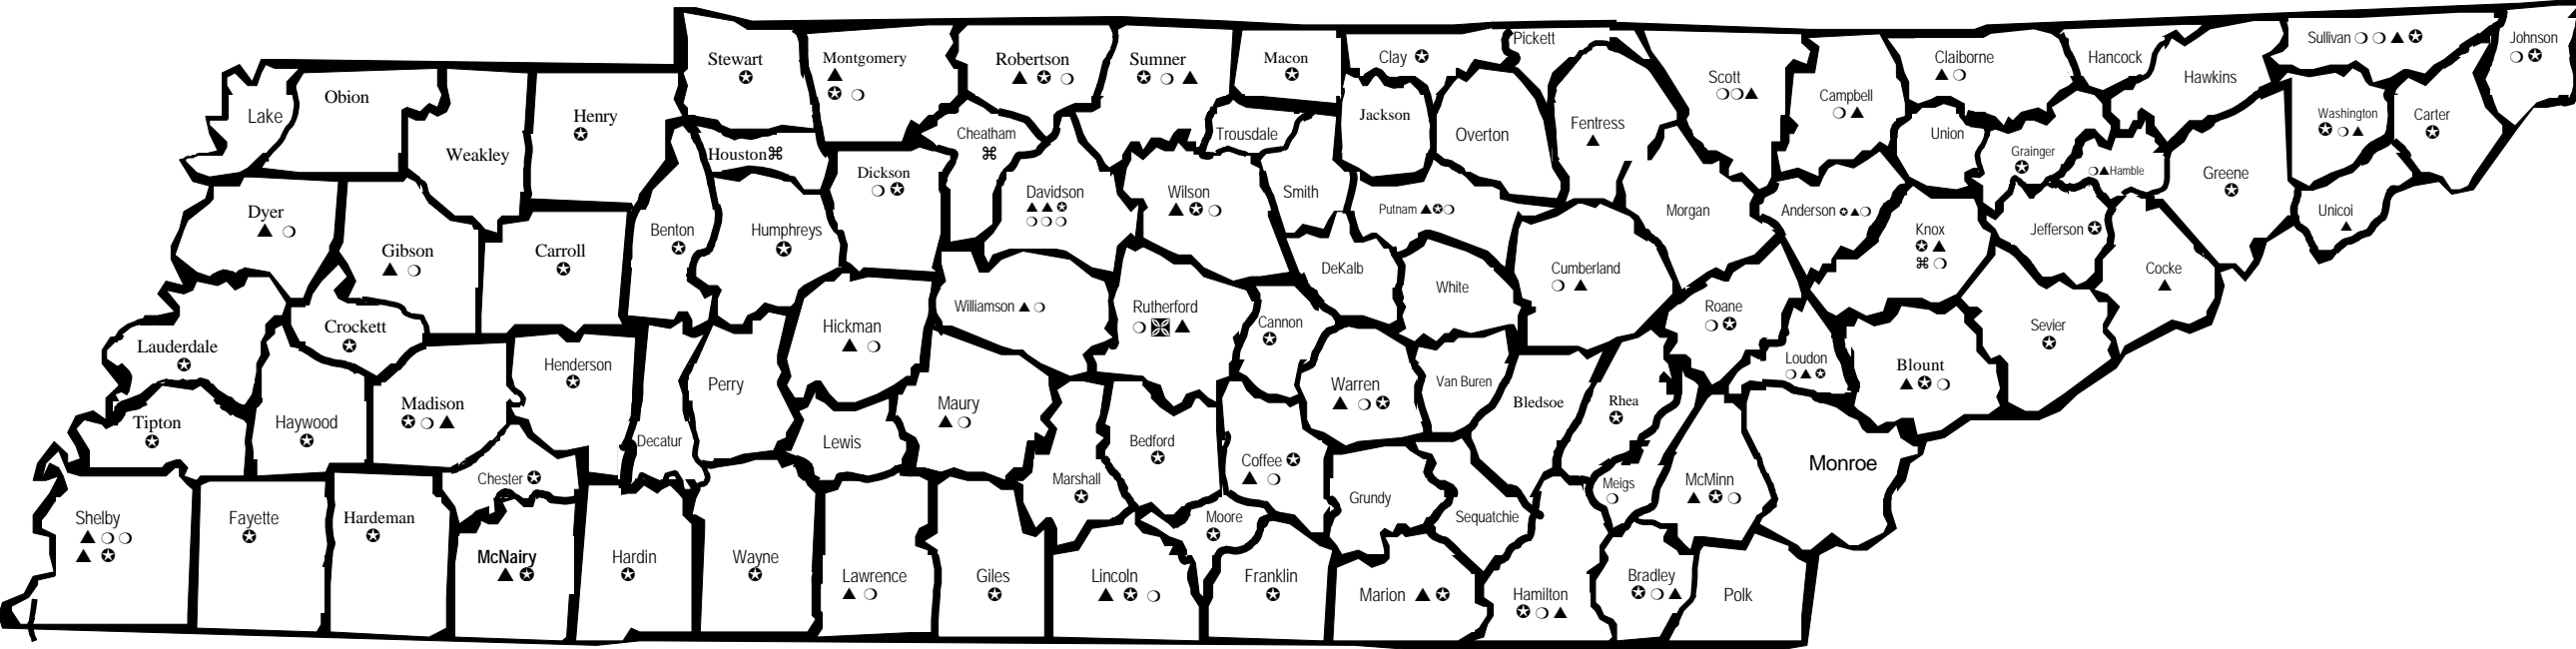 Stewart
Montgomery
▲
✪ ❍
Robertson
▲ ✪ ❍
Sumner
✪ ❍ ▲
Macon
✪
Clay ✪
Pickett
Scott
❍❍▲
Campbell
❍ ▲
Claiborne
▲ ❍
Hancock
Hawkins
Sullivan ❍ ❍ ▲ ✪
Johnson
❍ ✪
Lake
Obion
Weakley
Henry
✪
Houston⌘
Cheatham
⌘
Trousdale
Jackson
Overton
Fentress
▲
Union
Grainger
✪
❍▲Hamble
Greene
✪
Washington
✪ ❍ ▲
Carter
✪
Unicoi
▲
Dyer
▲ ❍
Gibson
▲ ❍
Carroll
✪
Benton
✪
Humphreys
✪
Dickson
❍ ✪
Davidson
▲ ▲ ✪
❍ ❍ ❍
Wilson
▲ ✪ ❍
Smith
Putnam ▲✪❍
Morgan
Anderson ✪▲❍
Knox
✪ ▲
⌘ ❍
Jefferson ✪
Cocke
▲
Lauderdale
✪
Crockett
✪
Henderson
✪
Perry
Hickman
▲ ❍
Williamson ▲ ❍
Rutherford
❍ ▲
Cannon
✪
DeKalb
White
Cumberland
❍ ▲
Roane
❍ ✪
Loudon
❍ ▲ ✪
Blount
▲ ✪ ❍
Sevier
✪
Tipton
✪
Haywood
✪
Madison
✪ ❍ ▲
Decatur
Lewis
Maury
▲ ❍
Bedford
✪
Warren
▲ ❍ ✪
Van Buren
Bledsoe
Rhea
✪
Monroe
Chester ✪
Marshall
✪
Coffee ✪
▲ ❍
Grundy
Sequatchie
Meigs
❍
McMinn
▲ ✪ ❍
Shelby
▲ ❍ ❍
▲ ✪
Fayette
✪
Hardeman
✪
McNairy
▲ ✪
Hardin
✪
Wayne
✪
Lawrence
▲ ❍
Giles
✪
Lincoln
▲ ✪ ❍
Moore
✪
Franklin
✪
Marion ▲ ✪
Hamilton
✪ ❍ ▲
Bradley
✪ ❍ ▲
Polk